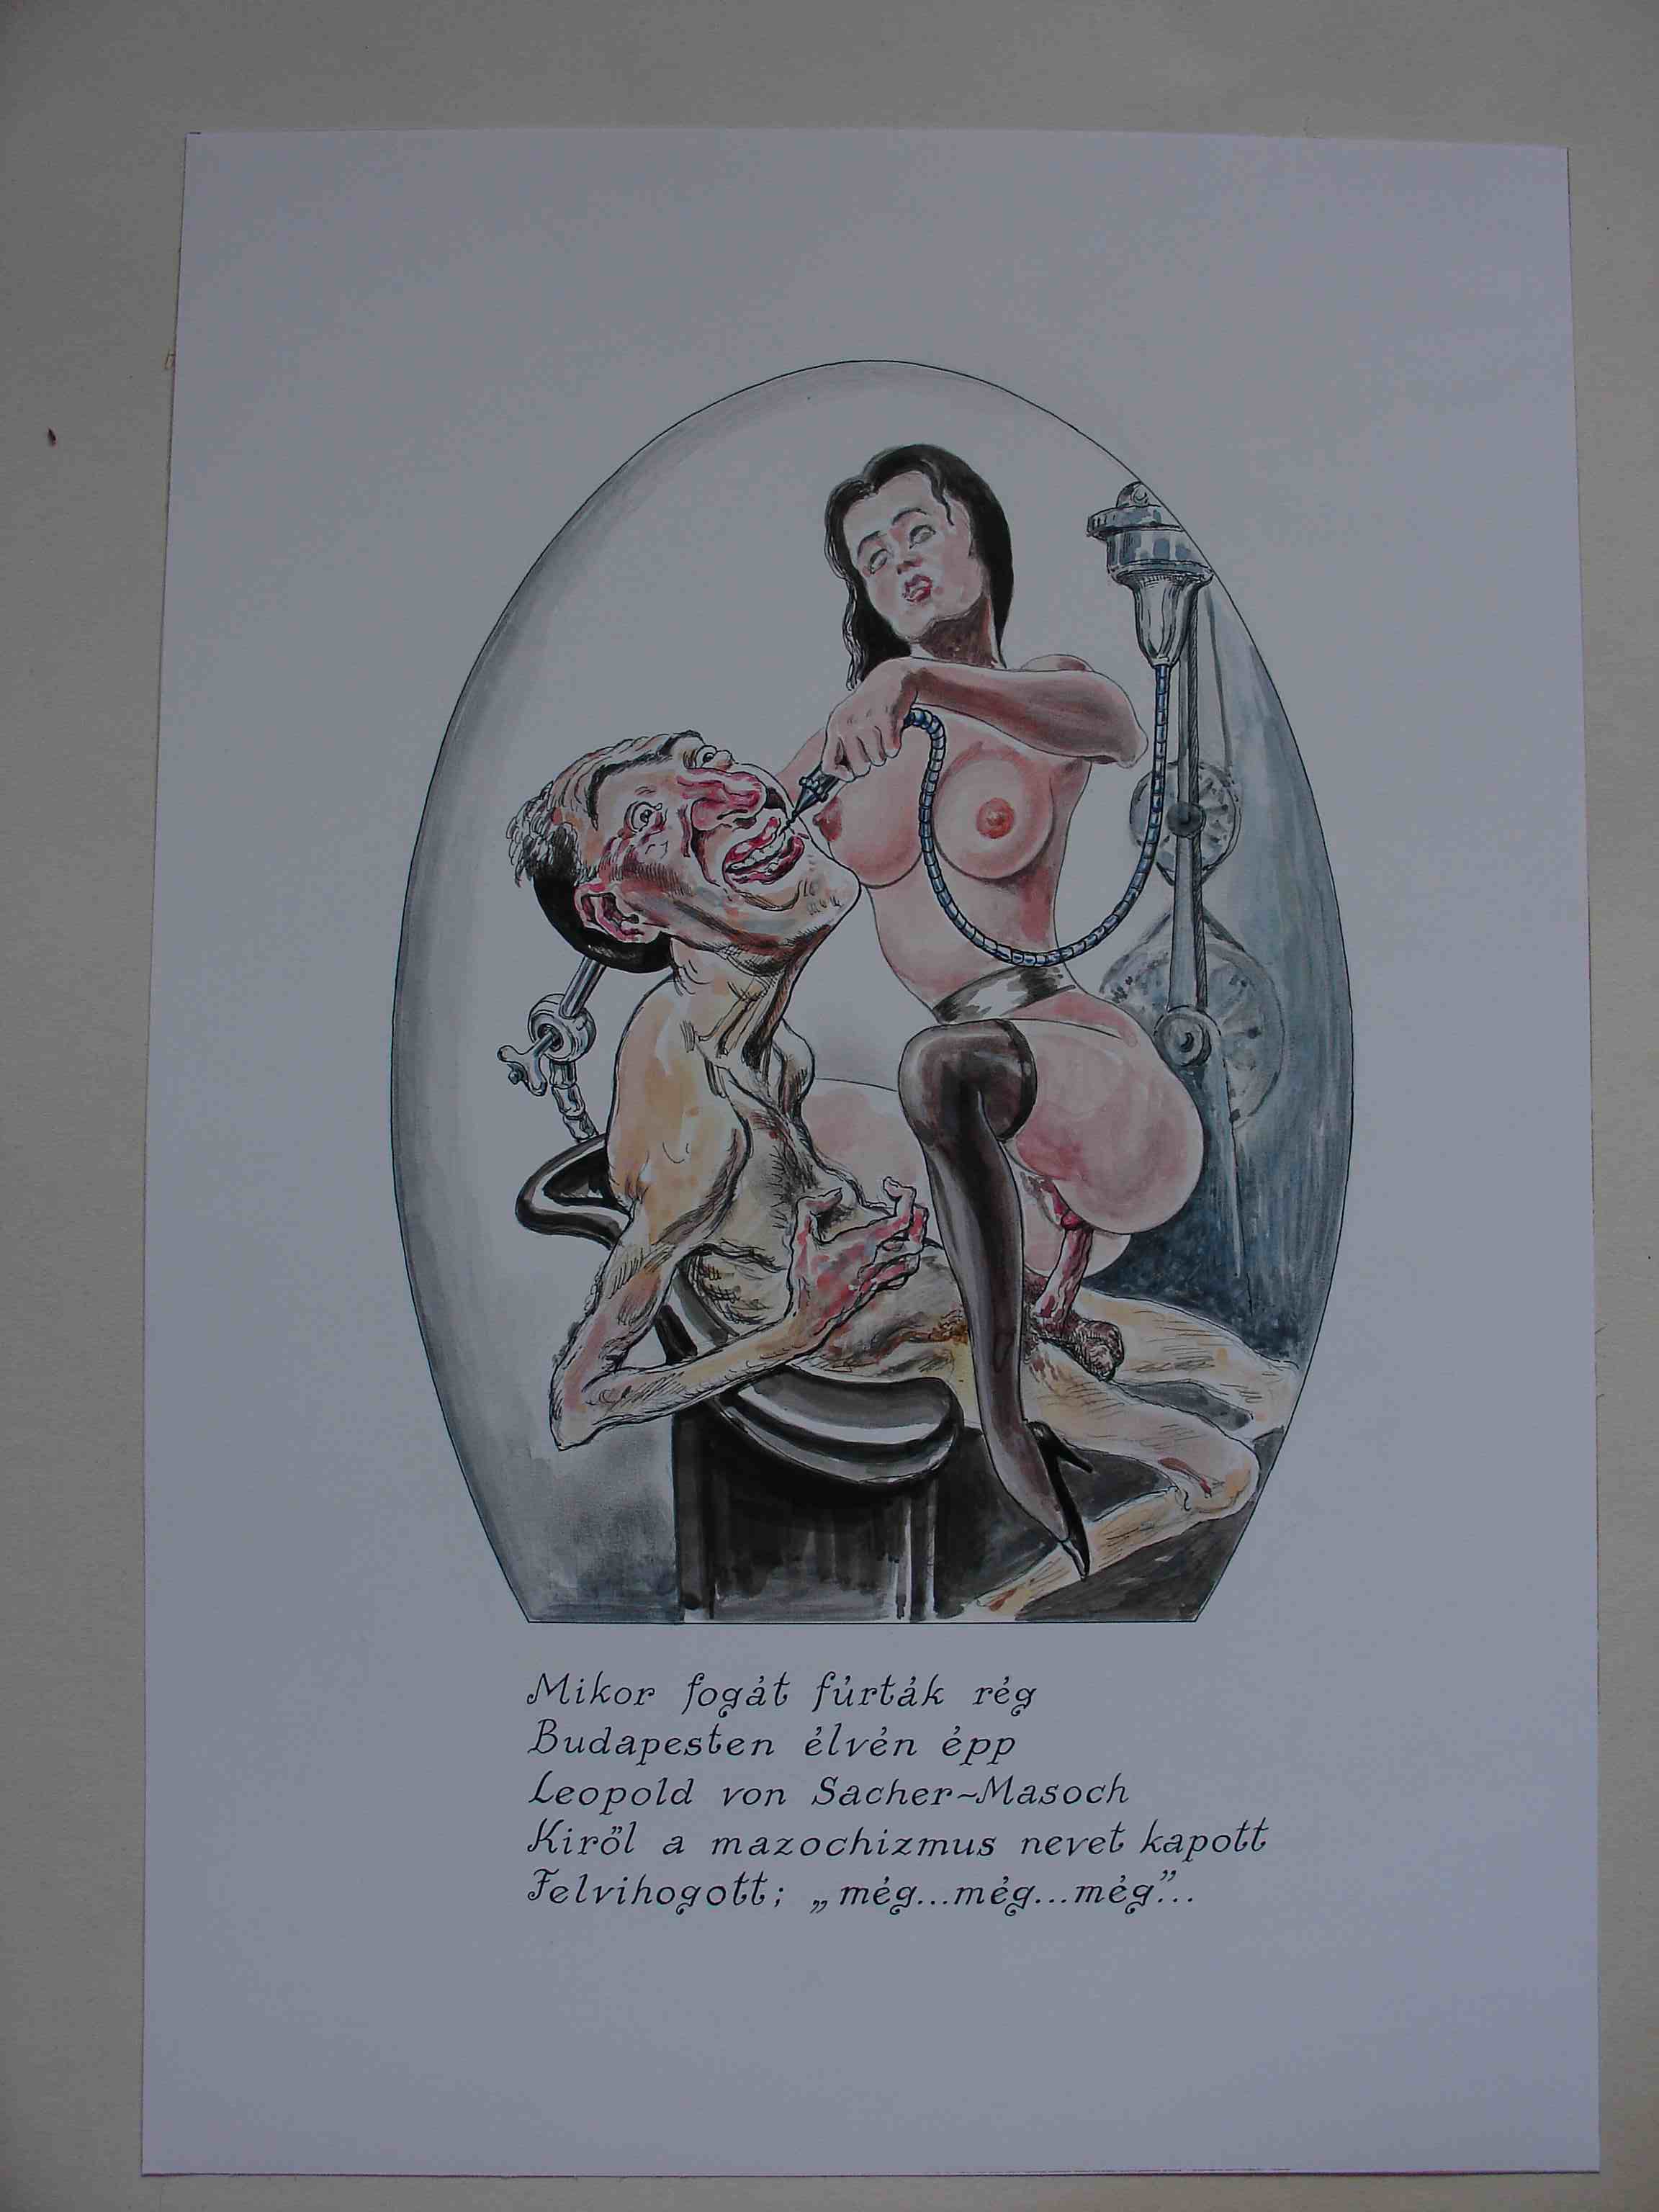 Mikor fogát fúrták rég
Budapesten élvén épp
Leopold von Sacher-Masoch
Kiről a mazochizmus nevet kapott
Felvihogott; „még...még...még”...